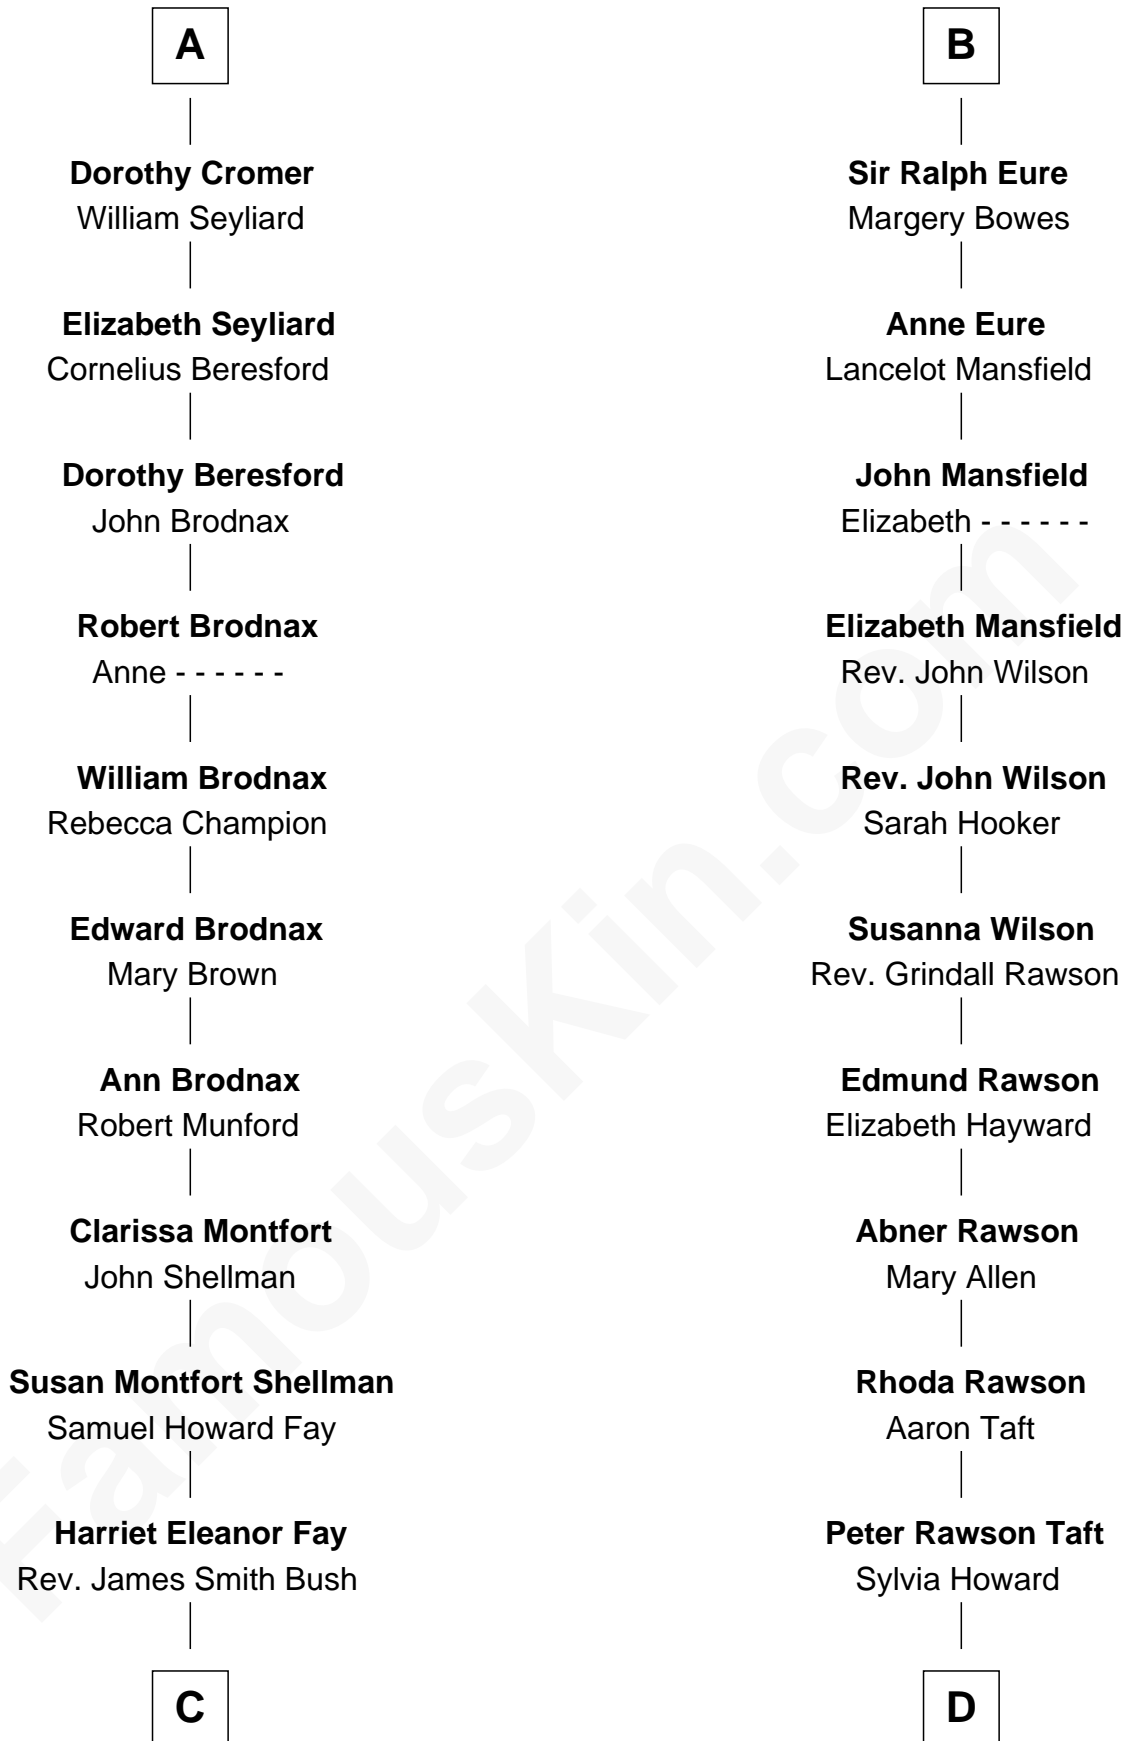 A
Dorothy Cromer
William Seyliard
Elizabeth Seyliard
Cornelius Beresford
Dorothy Beresford
John Brodnax
Robert Brodnax
Anne - - - - - -
William Brodnax
Rebecca Champion
Edward Brodnax
Mary Brown
Ann Brodnax
Robert Munford
Clarissa Montfort
John Shellman
Susan Montfort Shellman
Samuel Howard Fay
Harriet Eleanor Fay
Rev. James Smith Bush
C
B
Sir Ralph Eure
Margery Bowes
Anne Eure
Lancelot Mansfield
John Mansfield
Elizabeth - - - - - -
Elizabeth Mansfield
Rev. John Wilson
Rev. John Wilson
Sarah Hooker
Susanna Wilson
Rev. Grindall Rawson
Edmund Rawson
Elizabeth Hayward
Abner Rawson
Mary Allen
Rhoda Rawson
Aaron Taft
Peter Rawson Taft
Sylvia Howard
D
FamousKin.com